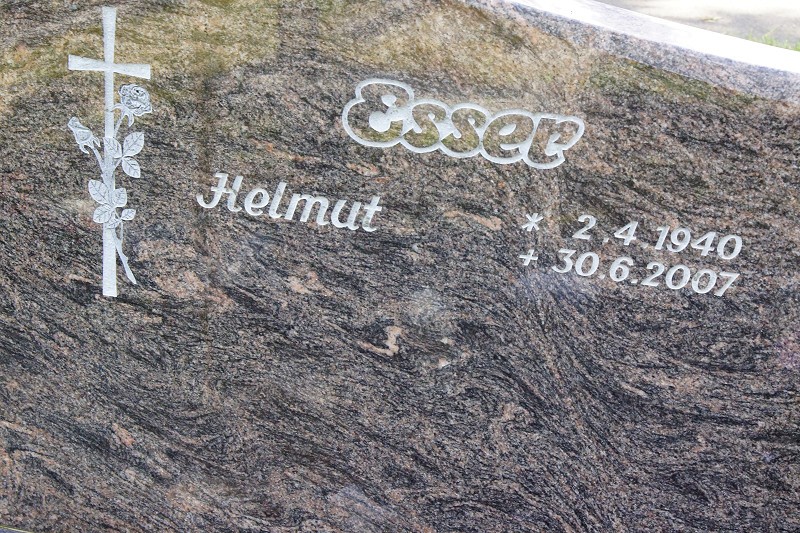 Esser
Helmut
* 2.4.1940
+ 30.6.2007